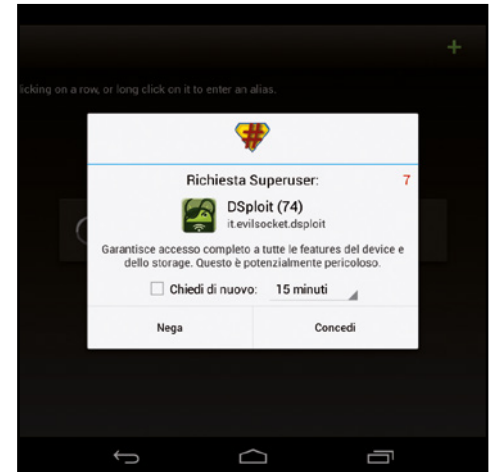 +
licking on a row, or long click on it to enter an alias.
#
Richiesta Superuser: 7
DSploit (74)
it.evilsocket.dsploit
Garantisce accesso completo a tutte le features del device e
dello storage. Questo è potenzialmente pericoloso.
Chiedi di nuovo: 15 minuti
Nega Concedi